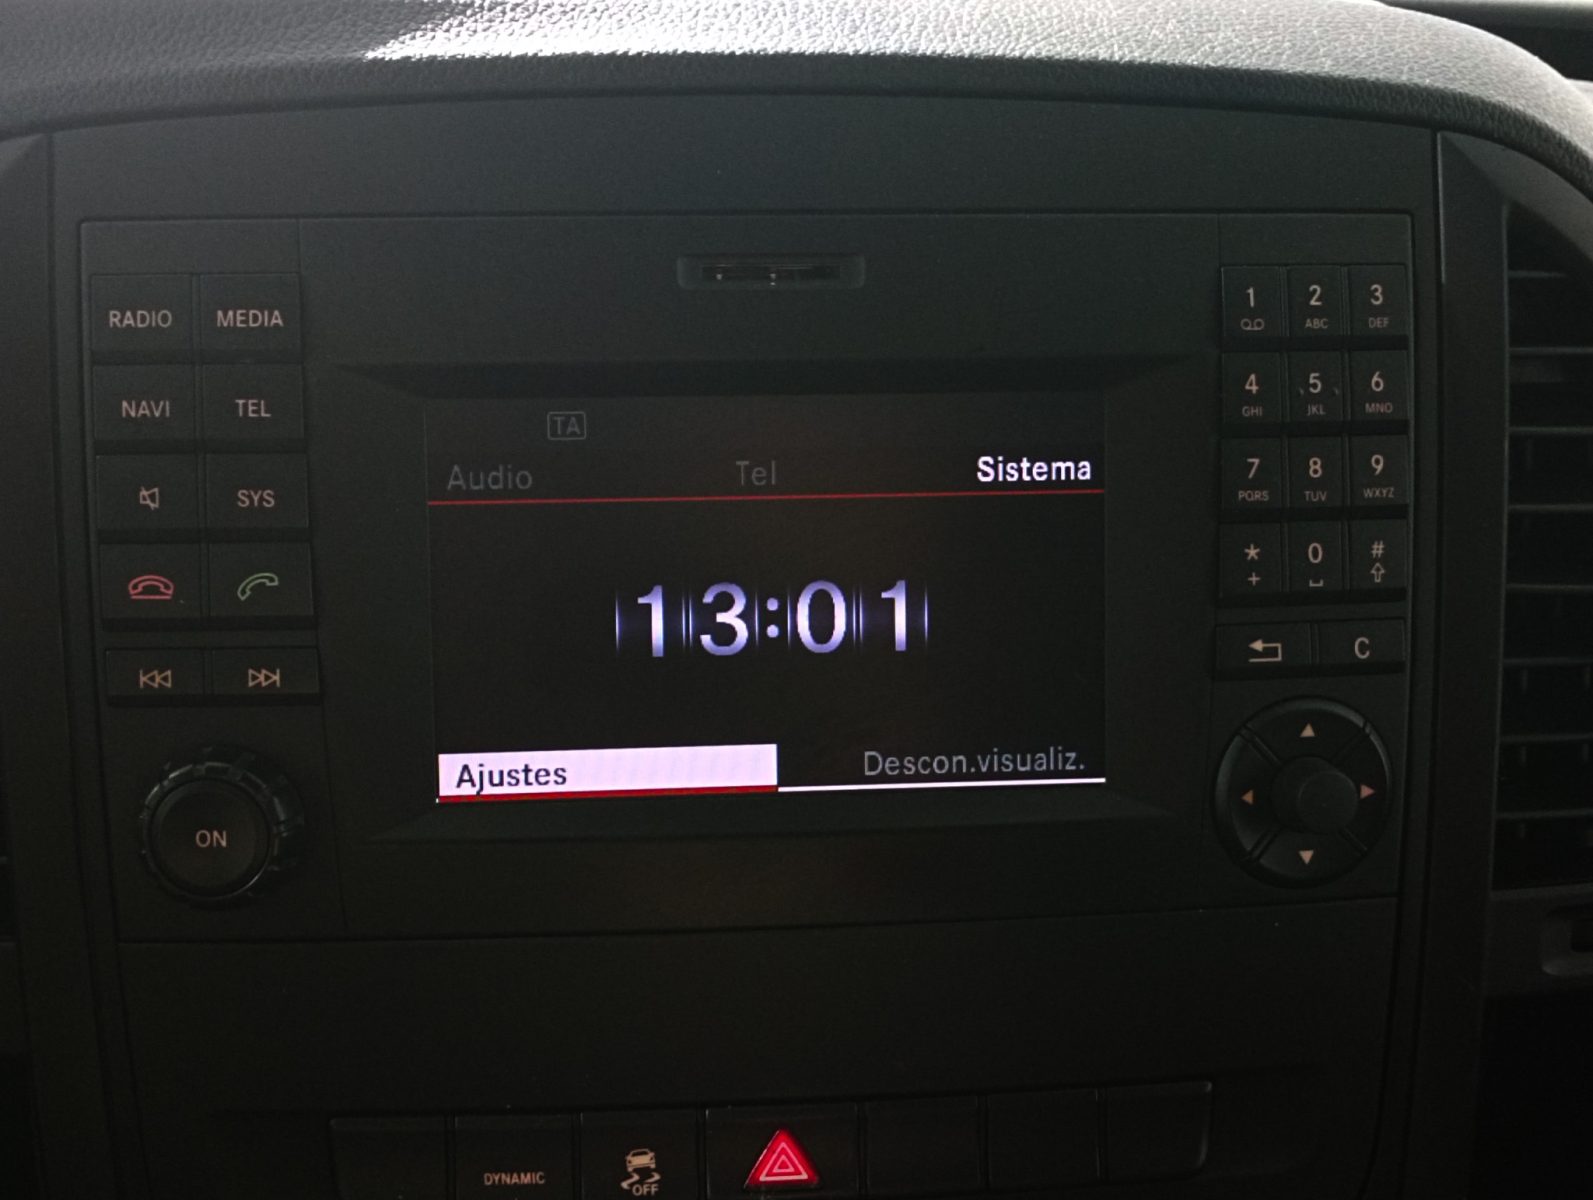 RADIO MEDIA
NAVI TEL
SYS
ON
TA
Audio Tel Sistema
13:01
Ajustes Descon.visualiz.
1 2 3
ABC DEF
4 5 6
GHI JKL MNO
7 8 9
PQRS TUV WXYZ
* 0 #
+
C
DYNAMIC
OFF